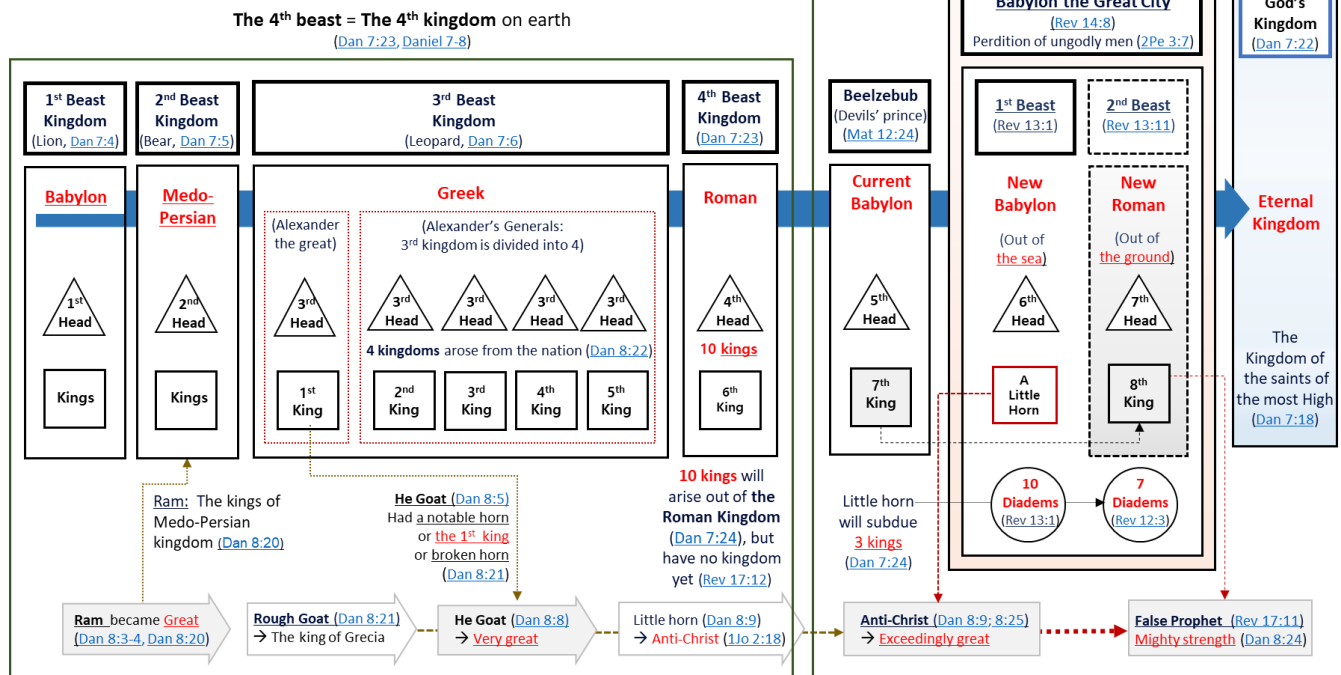 The 4th beast = The 4th kingdom on earth
(Dan 7:23, Daniel 7-8)
Babylon the Great City
(Rev 14:8)
Perdition of ungodly men (2Pe 3:7)
God's
Kingdom
(Dan 7:22)
1st Beast
Kingdom
(Lion, Dan 7:4)
2nd Beast
Kingdom
(Bear, Dan 7:5)
3rd Beast
Kingdom
(Leopard, Dan 7:6)
4th Beast
Kingdom
(Dan 7:23)
Beelzebub
(Devils' prince)
(Mat 12:24)
1st Beast
(Rev 13:1)
2nd Beast
(Rev 13:11)
Babylon
Medo-
Persian
Greek
(Alexander
the great)
(Alexander's Generals:
3rd kingdom is divided into 4)
Roman
Current
Babylon
New
Babylon
(Out of
the sea)
New
Roman
(Out of
the ground)
Eternal
Kingdom
1st
Head
2nd
Head
3rd
Head
3rd
Head
3rd
Head
3rd
Head
3rd
Head
4th
Head
5th
Head
6th
Head
7th
Head
4 kingdoms arose from the nation (Dan 8:22)
10 kings
Kings
Kings
1st
King
2nd
King
3rd
King
4th
King
5th
King
6th
King
7th
King
A
Little
Horn
8th
King
The
Kingdom of
the saints of
the most High
(Dan 7:18)
Ram: The kings of
Medo-Persian
kingdom (Dan 8:20)
He Goat (Dan 8:5)
Had a notable horn
or the 1st king
or broken horn
(Dan 8:21)
10 kings will
arise out of the
Roman Kingdom
(Dan 7:24), but
have no kingdom
yet (Rev 17:12)
Little horn
will subdue
3 kings
(Dan 7:24)
10
Diadems
(Rev 13:1)
7
Diadems
(Rev 12:3)
Ram became Great
(Dan 8:3-4, Dan 8:20)
Rough Goat (Dan 8:21)
→ The king of Grecia
He Goat (Dan 8:8)
→ Very great
Little horn (Dan 8:9)
→ Anti-Christ (1Jo 2:18)
Anti-Christ (Dan 8:9; 8:25)
→ Exceedingly great
False Prophet (Rev 17:11)
Mighty strength (Dan 8:24)